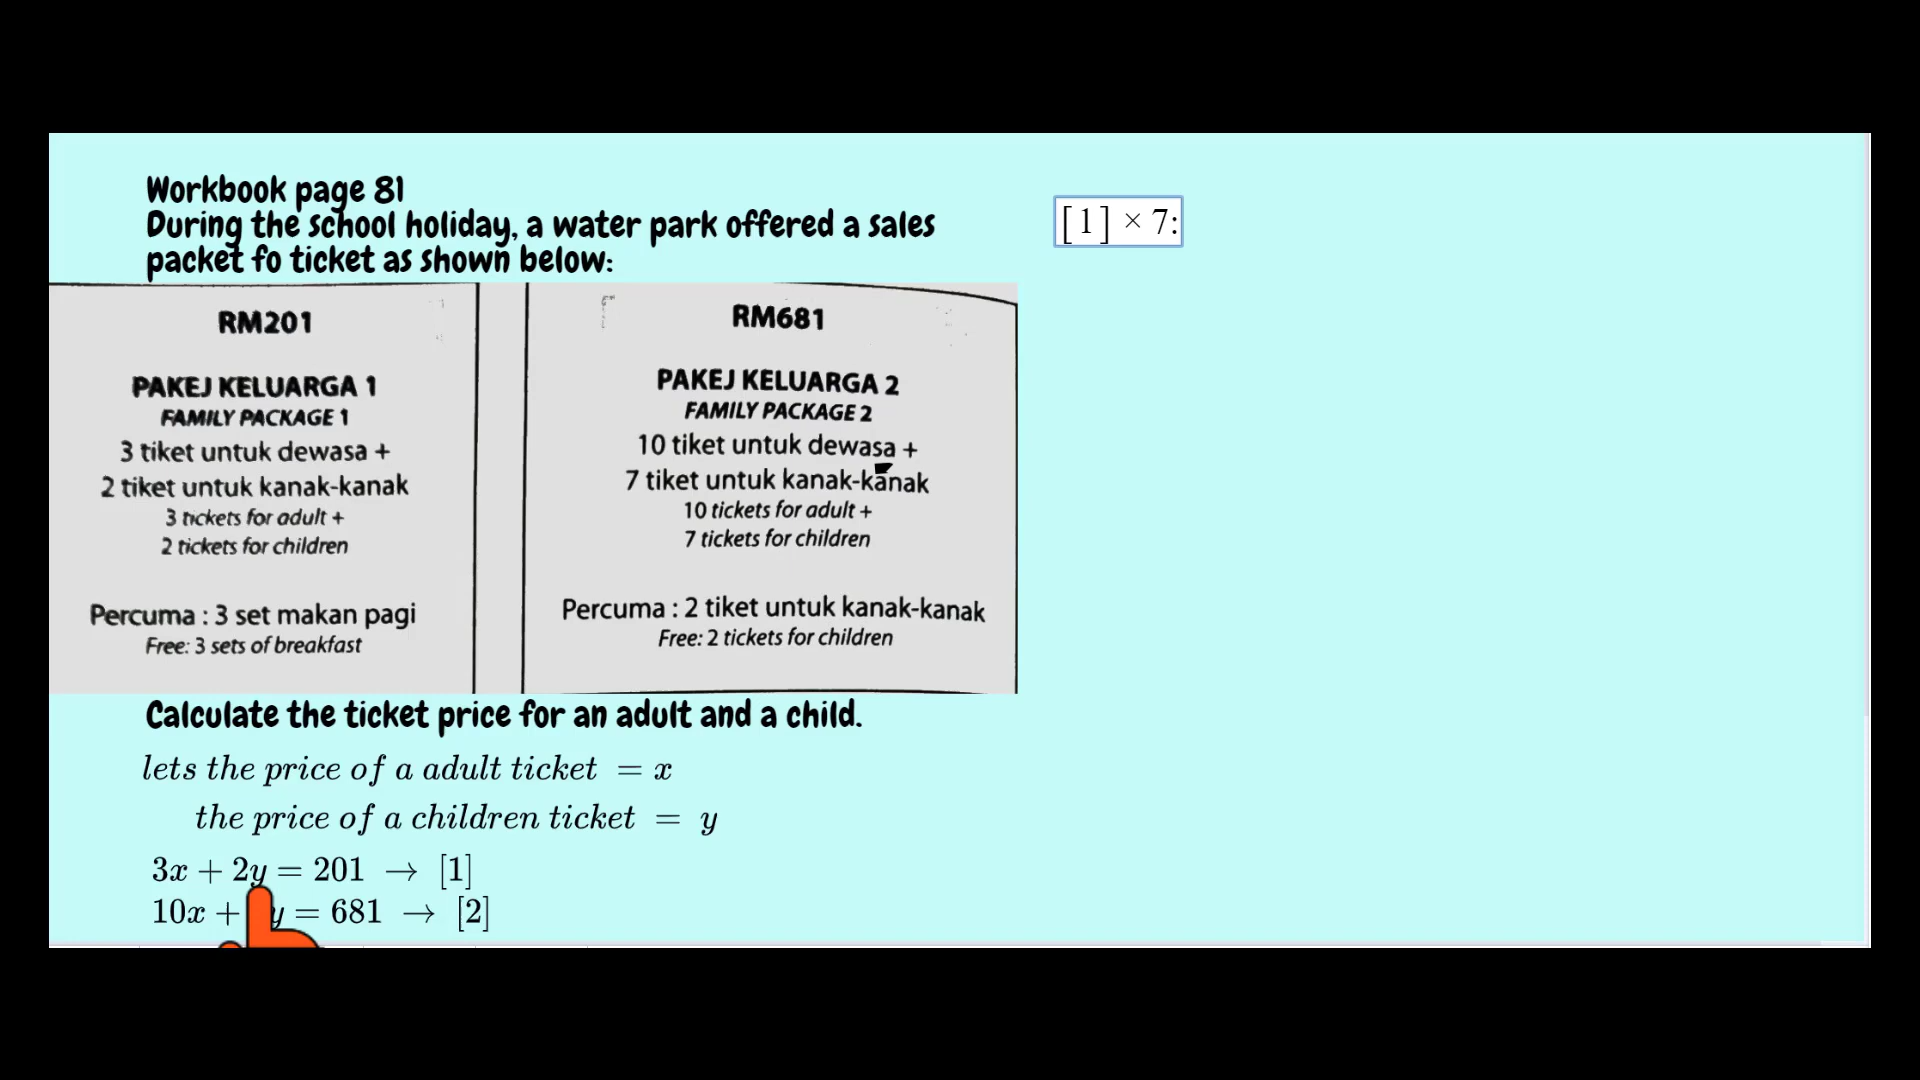 Workbook page 81
During the school holiday, a water park offered a sales
packet fo ticket as shown below:
RM201
PAKEJ KELUARGA 1
FAMILY PACKAGE 1
3 tiket untuk dewasa +
2 tiket untuk kanak-kanak
3 tickets for adult +
2 tickets for children
Percuma : 3 set makan pagi
Free: 3 sets of breakfast
RM681
PAKEJ KELUARGA 2
FAMILY PACKAGE 2
10 tiket untuk dewasa +
7 tiket untuk kanak-kanak
10 tickets for adult +
7 tickets for children
Percuma : 2 tiket untuk kanak-kanak
Free: 2 tickets for children
Calculate the ticket price for an adult and a child.
lets the price of a adult ticket = x
the price of a children ticket = y
3x + 2y = 201 → [1]
10x + y = 681 → [2]
[1] × 7: